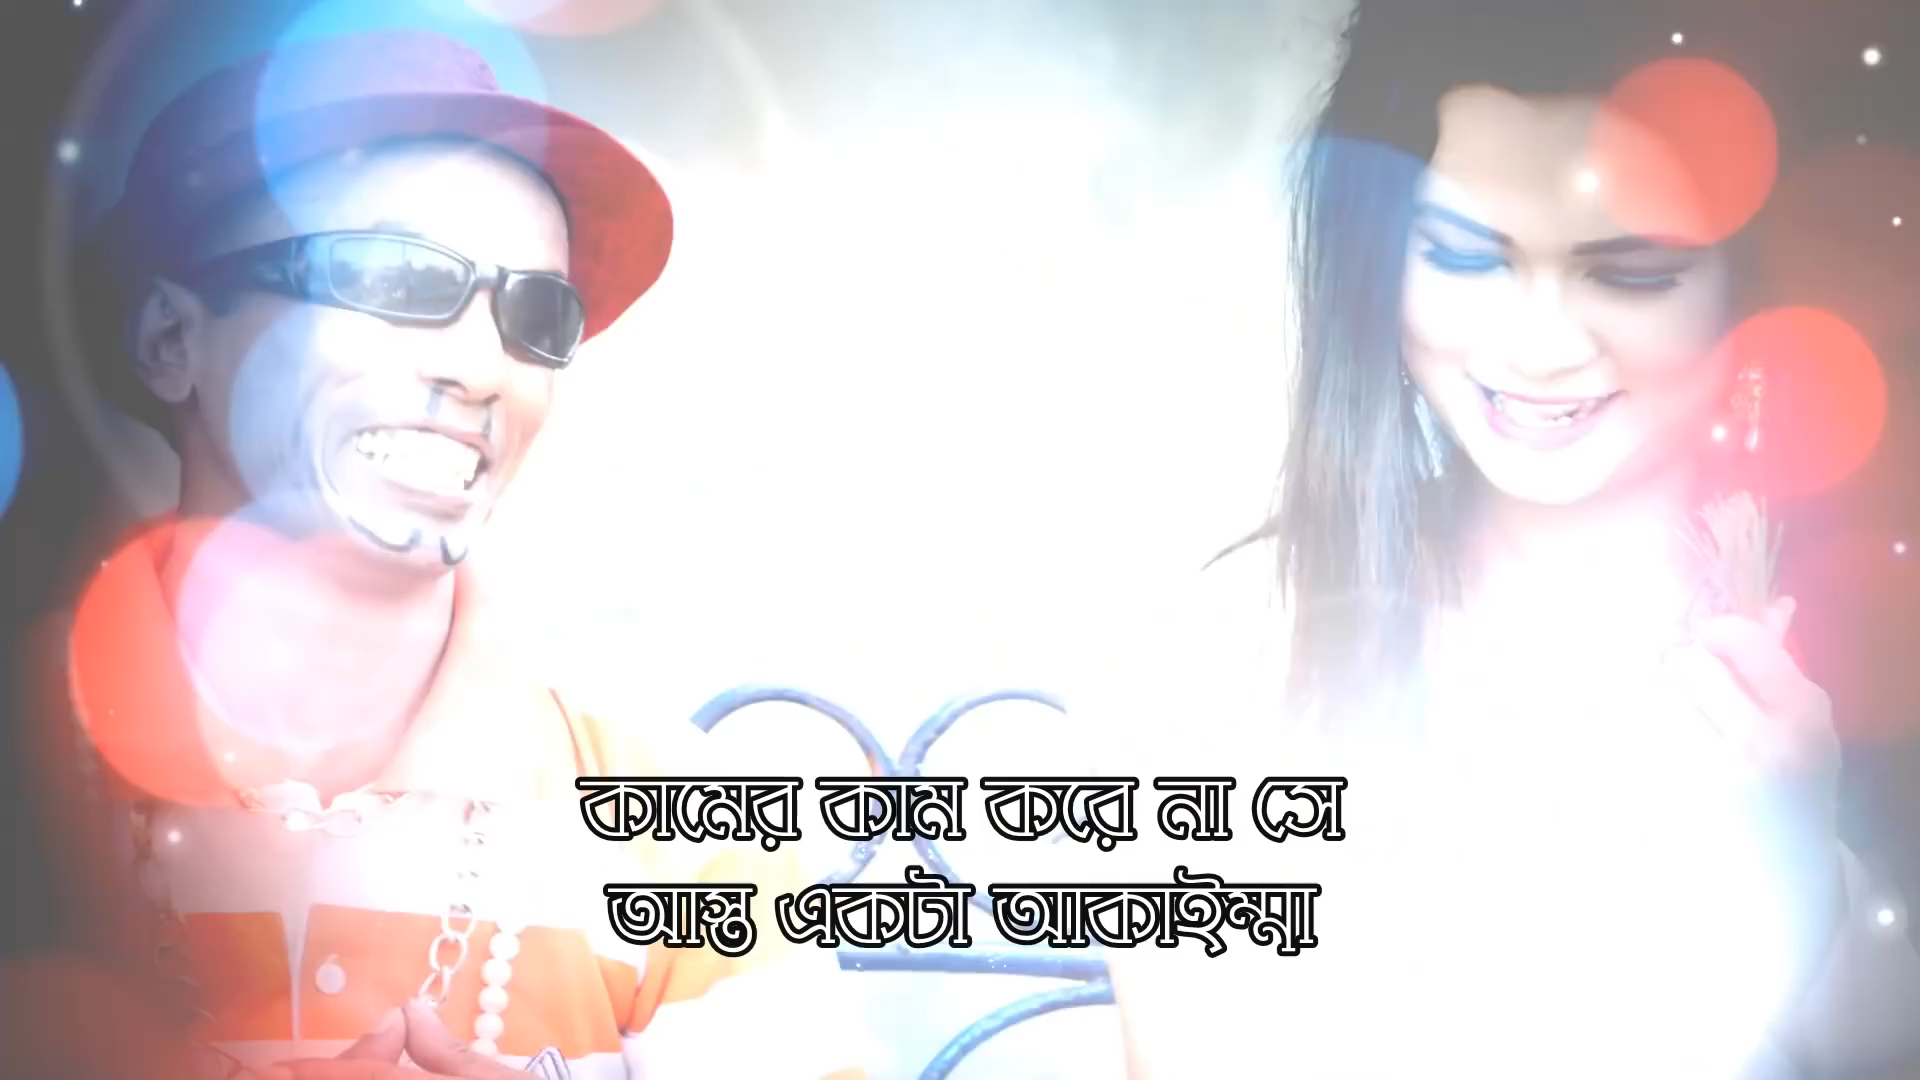 কামের কাম করে না সে
আস্ত একটা আকাইম্মা